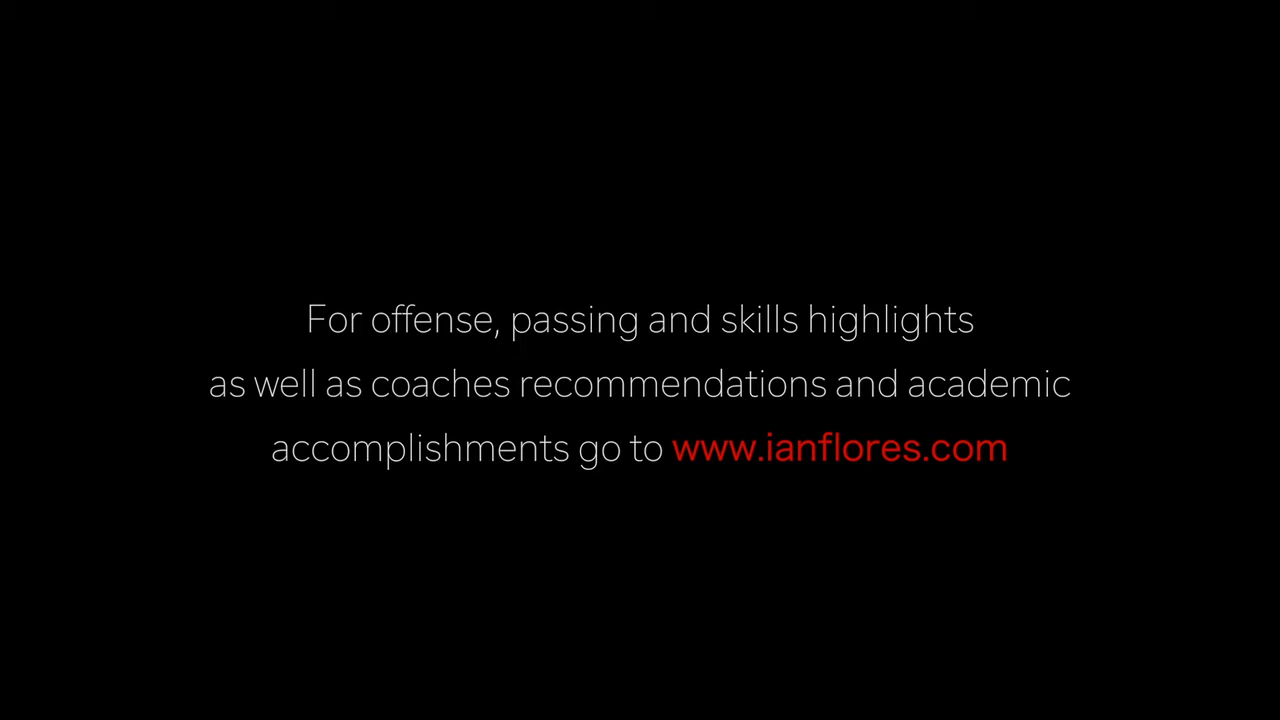 For offense, passing and skills highlights
as well as coaches recommendations and academic
accomplishments go to www.ianflores.com